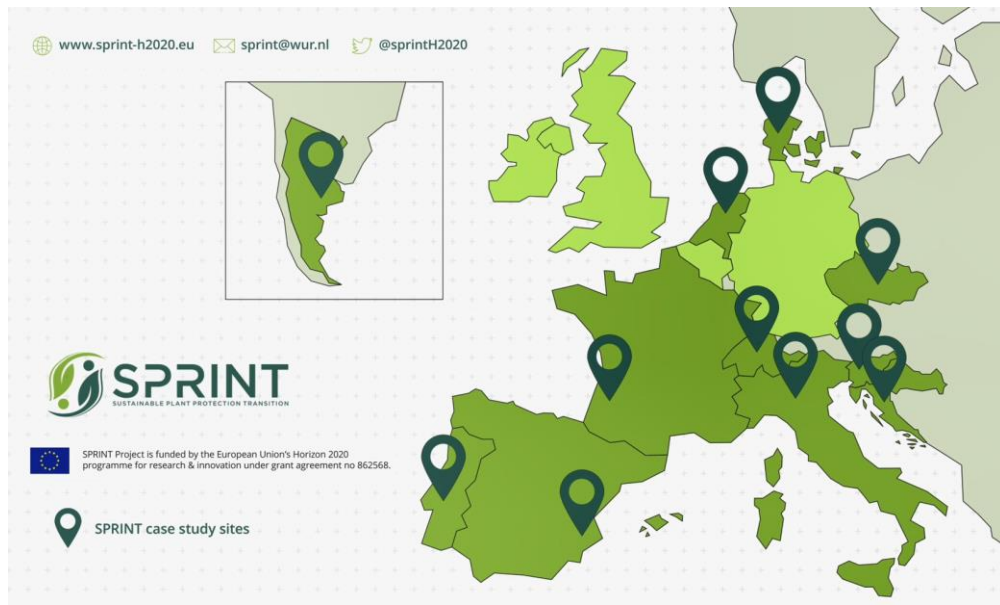 www.sprint-h2020.eu sprint@wur.nl @sprintH2020
SPRINT
SUSTAINABLE PLANT PROTECTION TRANSITION
SPRINT Project is funded by the European Union's Horizon 2020
programme for research & innovation under grant agreement no 862568.
SPRINT case study sites